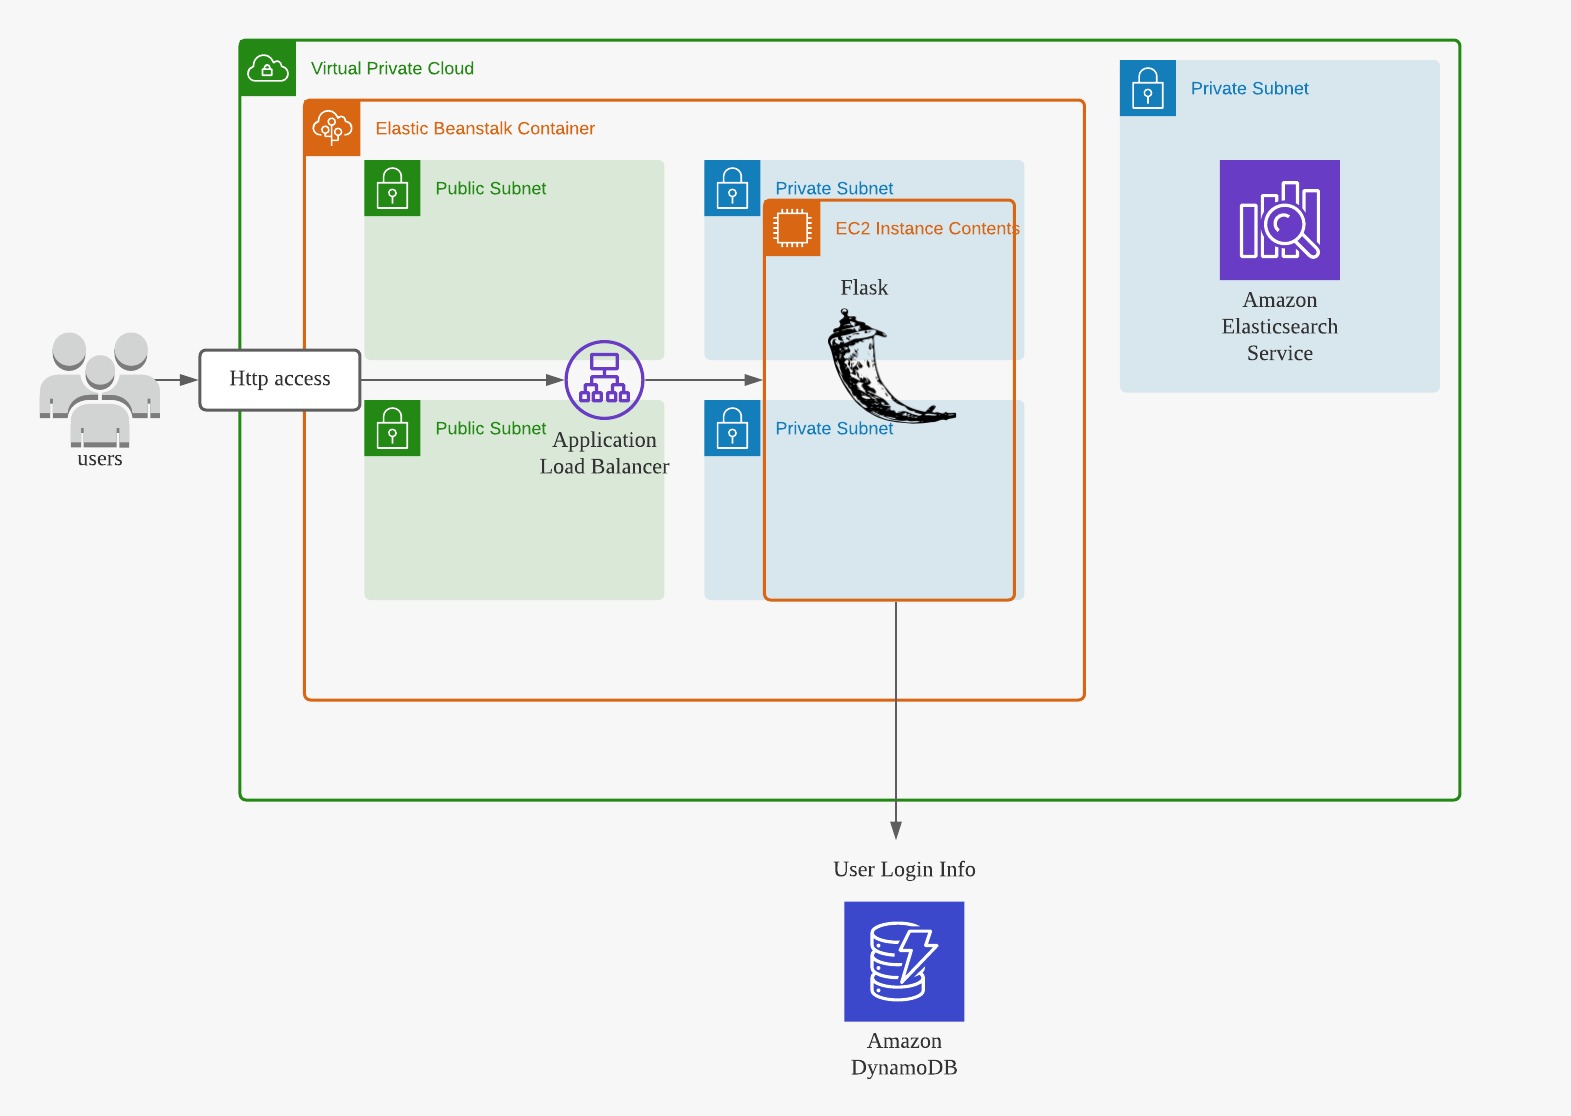 Virtual Private Cloud
Private Subnet
Elastic Beanstalk Container
Public Subnet
Private Subnet
EC2 Instance Contents
Flask
Amazon
Elasticsearch
Service
Http access
users
Public Subnet
Application
Load Balancer
Private Subnet
User Login Info
Amazon
DynamoDB